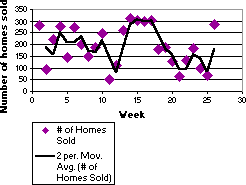 Number of homes sold
350
300
250
200
150
100
50
0
0 5 10 15 20 25 30
Week
# of Homes
Sold
2 per. Mov.
Avg. (# of
Homes Sold)